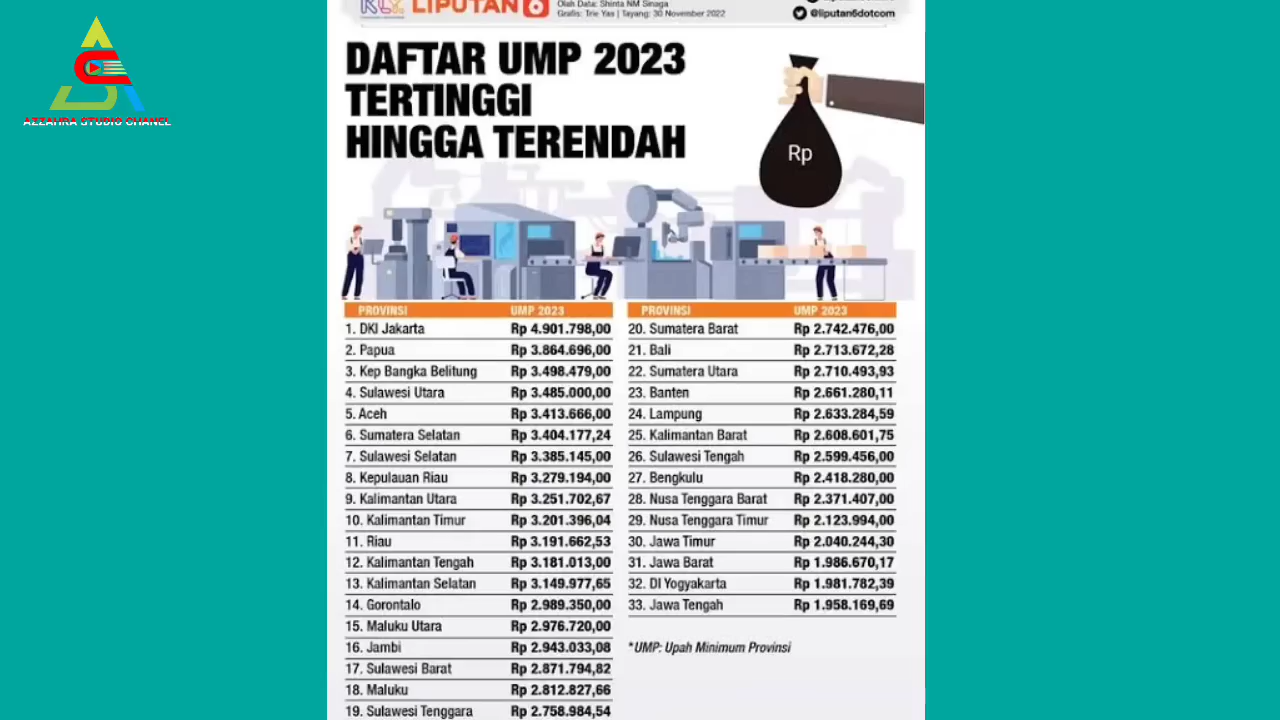 LIPUTAN 6
Olah Data: Shinta NM Sinaga
Grafis: Trie Yas | Tayang: 30 November 2022
@liputan6dotcom
AZZAHRA STUDIO CHANEL
DAFTAR UMP 2023
TERTINGGI
HINGGA TERENDAH
Rp
PROVINSI UMP 2023
1. DKI Jakarta Rp 4.901.798,00
2. Papua Rp 3.864.696,00
3. Kep Bangka Belitung Rp 3.498.479,00
4. Sulawesi Utara Rp 3.485.000,00
5. Aceh Rp 3.413.666,00
6. Sumatera Selatan Rp 3.404.177,24
7. Sulawesi Selatan Rp 3.385.145,00
8. Kepulauan Riau Rp 3.279.194,00
9. Kalimantan Utara Rp 3.251.702,67
10. Kalimantan Timur Rp 3.201.396,04
11. Riau Rp 3.191.662,53
12. Kalimantan Tengah Rp 3.181.013,00
13. Kalimantan Selatan Rp 3.149.977,65
14. Gorontalo Rp 2.989.350,00
15. Maluku Utara Rp 2.976.720,00
16. Jambi Rp 2.943.033,08
17. Sulawesi Barat Rp 2.871.794,82
18. Maluku Rp 2.812.827,66
19. Sulawesi Tenggara Rp 2.758.984,54
PROVINSI UMP 2023
20. Sumatera Barat Rp 2.742.476,00
21. Bali Rp 2.713.672,28
22. Sumatera Utara Rp 2.710.493,93
23. Banten Rp 2.661.280,11
24. Lampung Rp 2.633.284,59
25. Kalimantan Barat Rp 2.608.601,75
26. Sulawesi Tengah Rp 2.599.456,00
27. Bengkulu Rp 2.418.280,00
28. Nusa Tenggara Barat Rp 2.371.407,00
29. Nusa Tenggara Timur Rp 2.123.994,00
30. Jawa Timur Rp 2.040.244,30
31. Jawa Barat Rp 1.986.670,17
32. DI Yogyakarta Rp 1.981.782,39
33. Jawa Tengah Rp 1.958.169,69
*UMP: Upah Minimum Provinsi